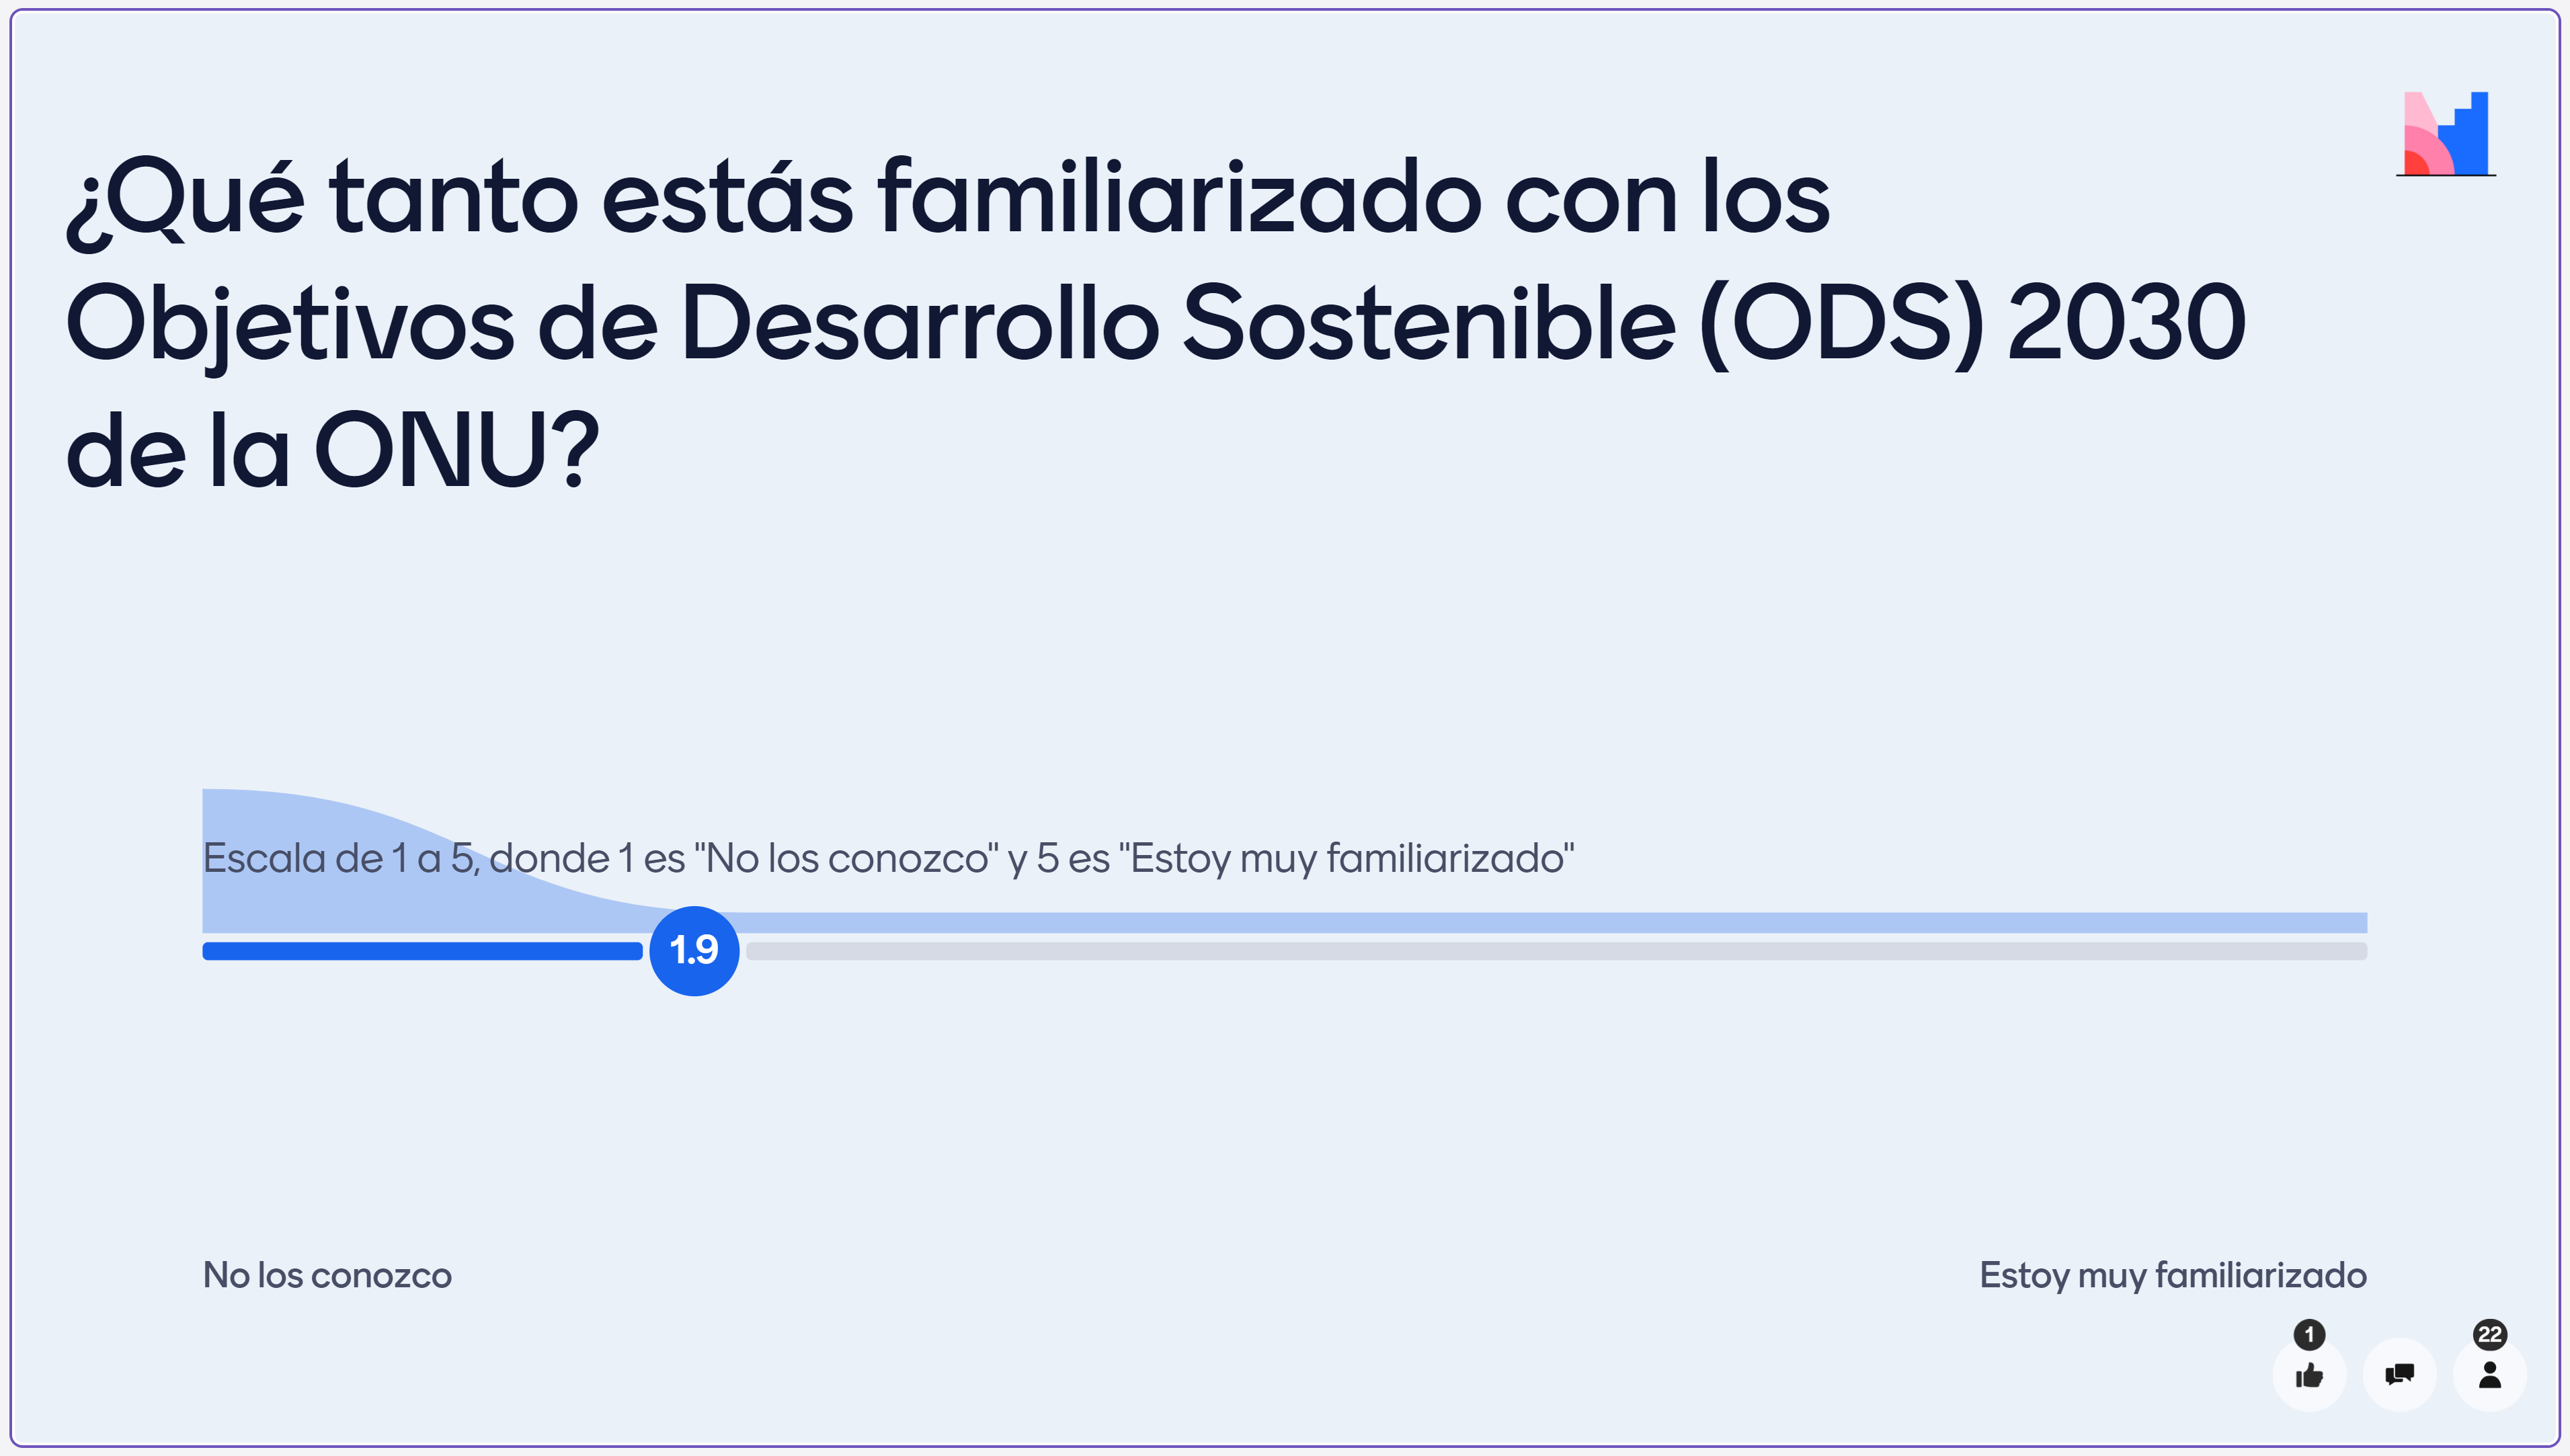 ¿Qué tanto estás familiarizado con los
Objetivos de Desarrollo Sostenible (ODS) 2030
de la ONU?
Escala de 1 a 5, donde 1 es "No los conozco" y 5 es "Estoy muy familiarizado"
1.9
No los conozco
Estoy muy familiarizado
1
22